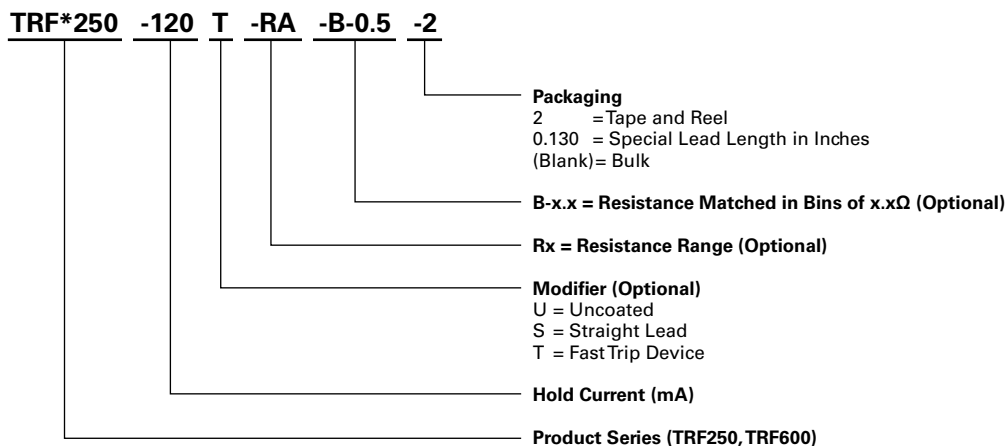 TRF*250 -120 T -RA -B-0.5 -2
Packaging
2 = Tape and Reel
0.130 = Special Lead Length in Inches
(Blank)= Bulk
B-x.x = Resistance Matched in Bins of x.xΩ (Optional)
Rx = Resistance Range (Optional)
Modifier (Optional)
U = Uncoated
S = Straight Lead
T = Fast Trip Device
Hold Current (mA)
Product Series (TRF250, TRF600)